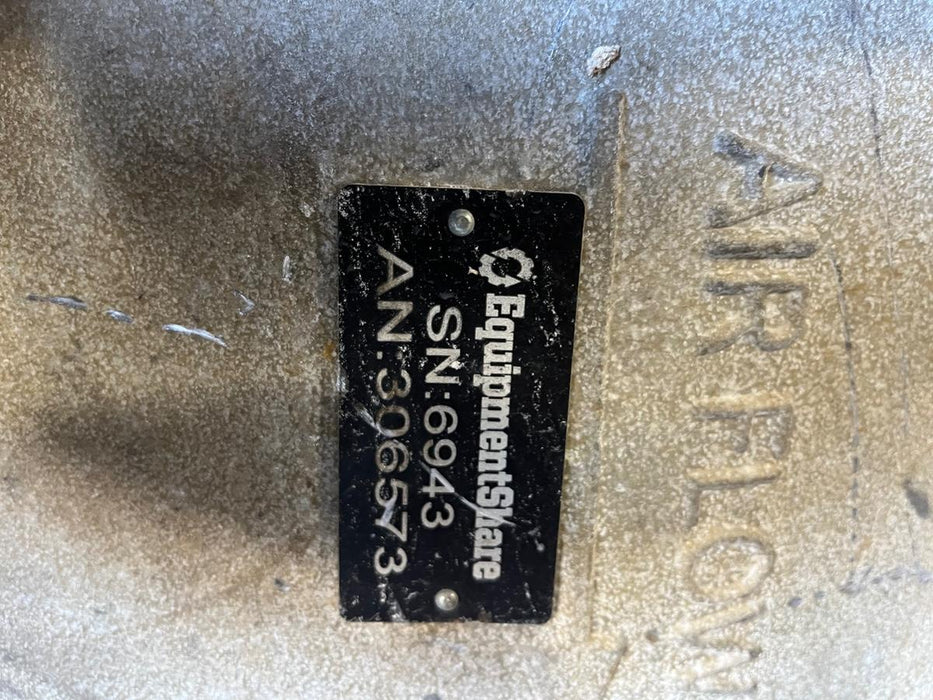 AIR FLOW
EquipmentShare
SN:6943
AN:306573